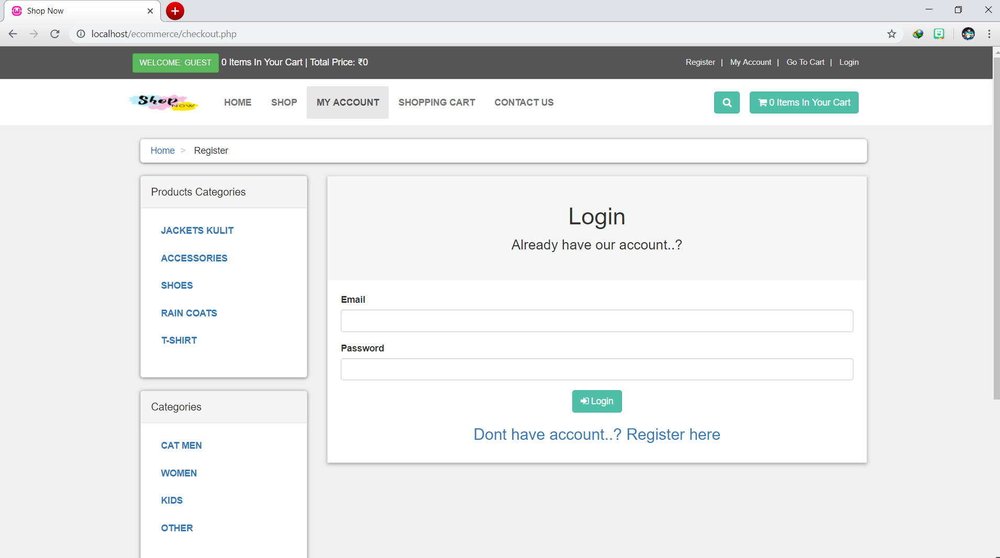 Shop Now
localhost/ecommerce/checkout.php
WELCOME: GUEST 0 Items In Your Cart | Total Price: ₹0 Register | My Account | Go To Cart | Login
Shop NOW HOME SHOP MY ACCOUNT SHOPPING CART CONTACT US 0 Items In Your Cart
Home > Register
Products Categories
JACKETS KULIT
ACCESSORIES
SHOES
RAIN COATS
T-SHIRT
Categories
CAT MEN
WOMEN
KIDS
OTHER
Login
Already have our account..?
Email
Password
Login
Dont have account..? Register here